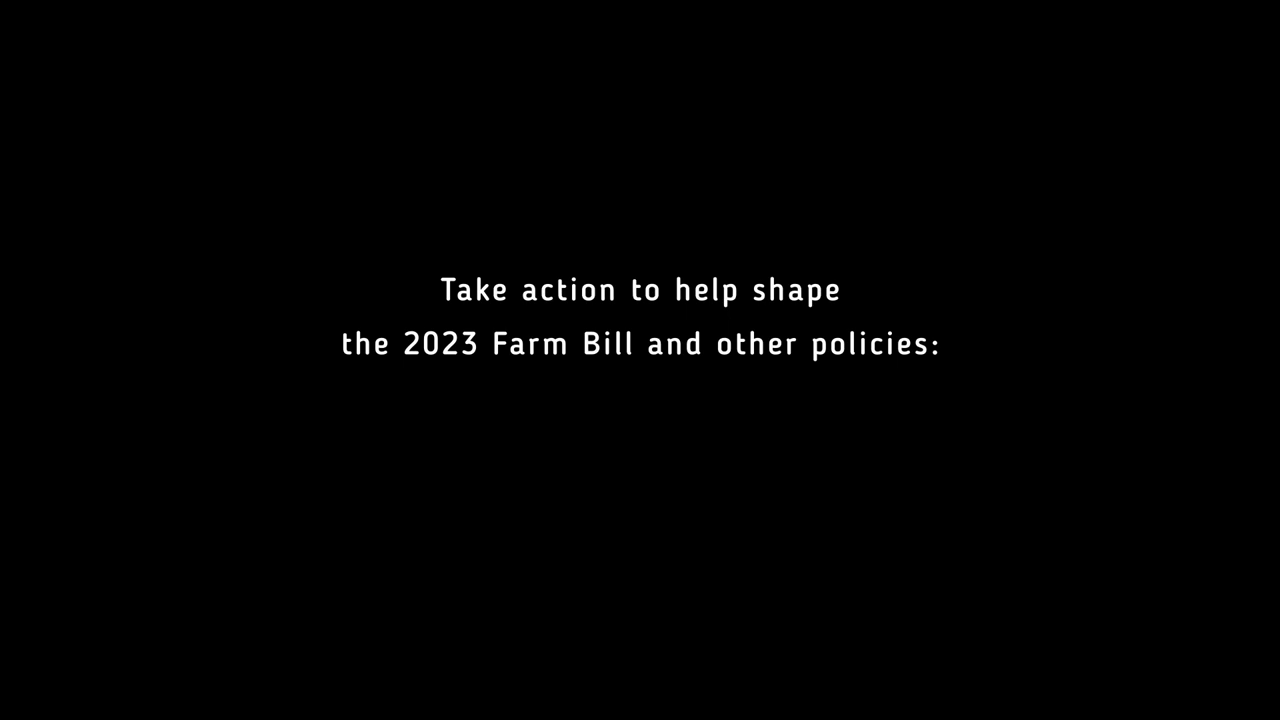 Take action to help shape
the 2023 Farm Bill and other policies: